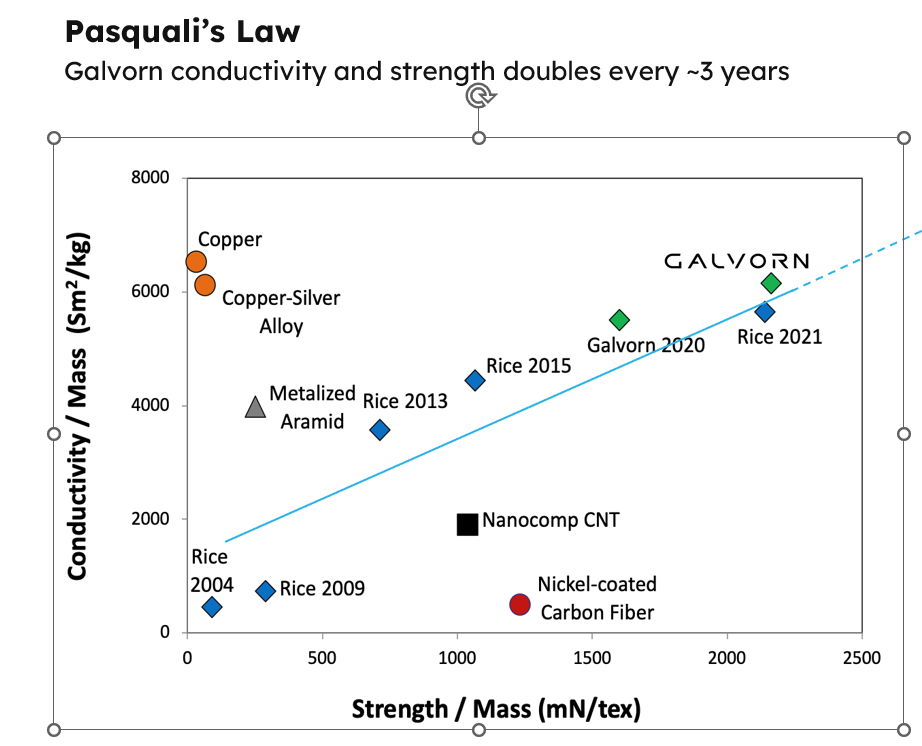 Pasquali's Law
Galvorn conductivity and strength doubles every ~3 years
8000
6000
4000
2000
0
Conductivity / Mass (Sm²/kg)
Copper
Copper-Silver
Alloy
GALVORN
Galvorn 2020
Rice 2021
Rice 2015
Metalized
Aramid
Rice 2013
Nanocomp CNT
Rice
2004
Rice 2009
Nickel-coated
Carbon Fiber
0
500
1000
1500
2000
2500
Strength / Mass (mN/tex)